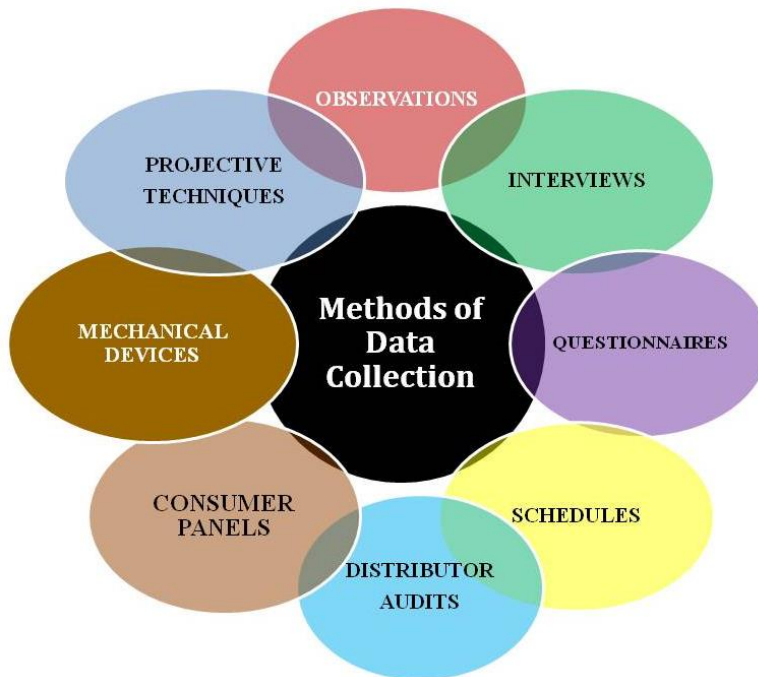 OBSERVATIONS
PROJECTIVE
TECHNIQUES
INTERVIEWS
MECHANICAL
DEVICES
Methods of
Data
Collection
QUESTIONNAIRES
CONSUMER
PANELS
SCHEDULES
DISTRIBUTOR
AUDITS